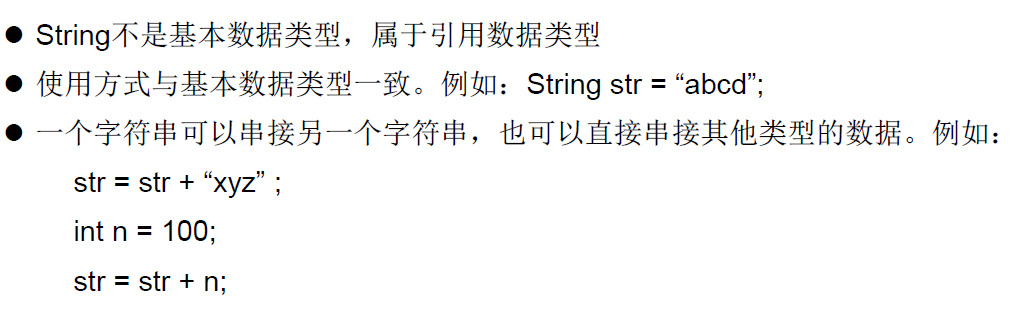 ● String不是基本数据类型，属于引用数据类型
● 使用方式与基本数据类型一致。例如：String str = “abcd”;
● 一个字符串可以串接另一个字符串，也可以直接串接其他类型的数据。例如：
str = str + “xyz” ;
int n = 100;
str = str + n;